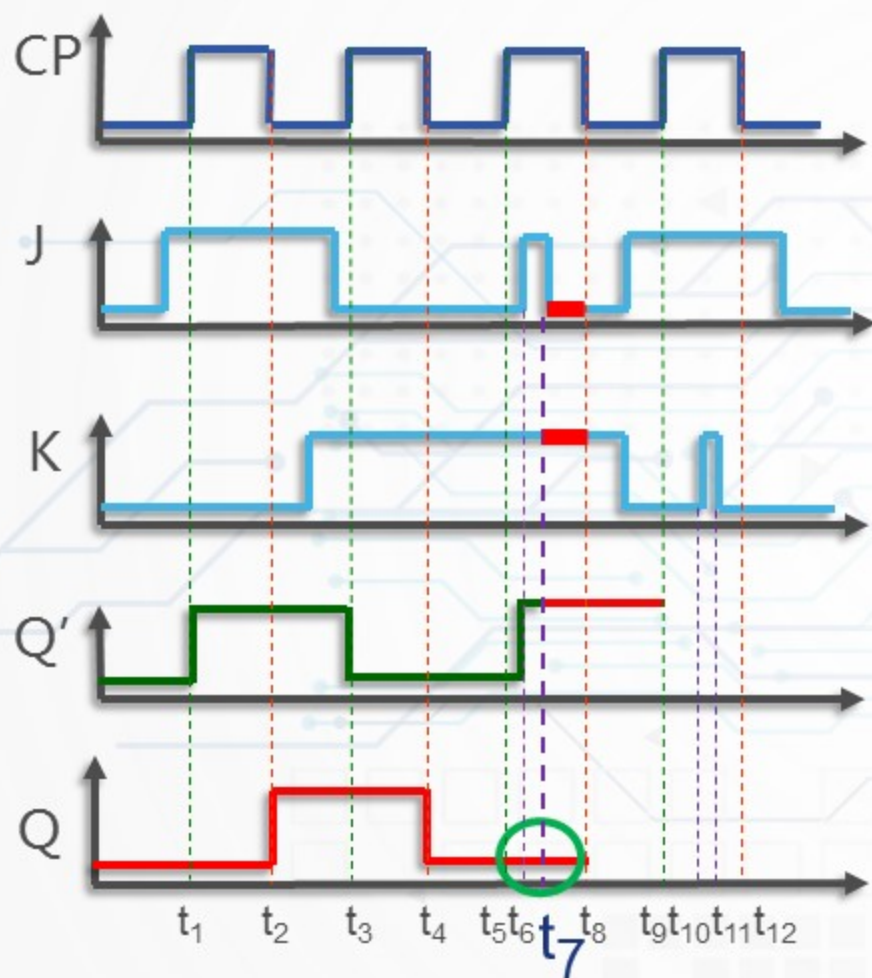 CP
J
K
Q′
Q
t₁ t₂ t₃ t₄ t₅ t₆ t₇ t₈ t₉ t₁₀ t₁₁ t₁₂